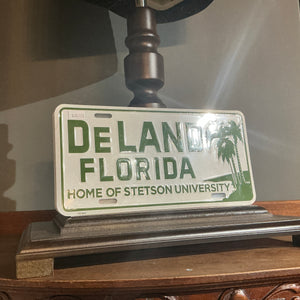 DeLAND
FLORIDA
HOME OF STETSON UNIVERSITY